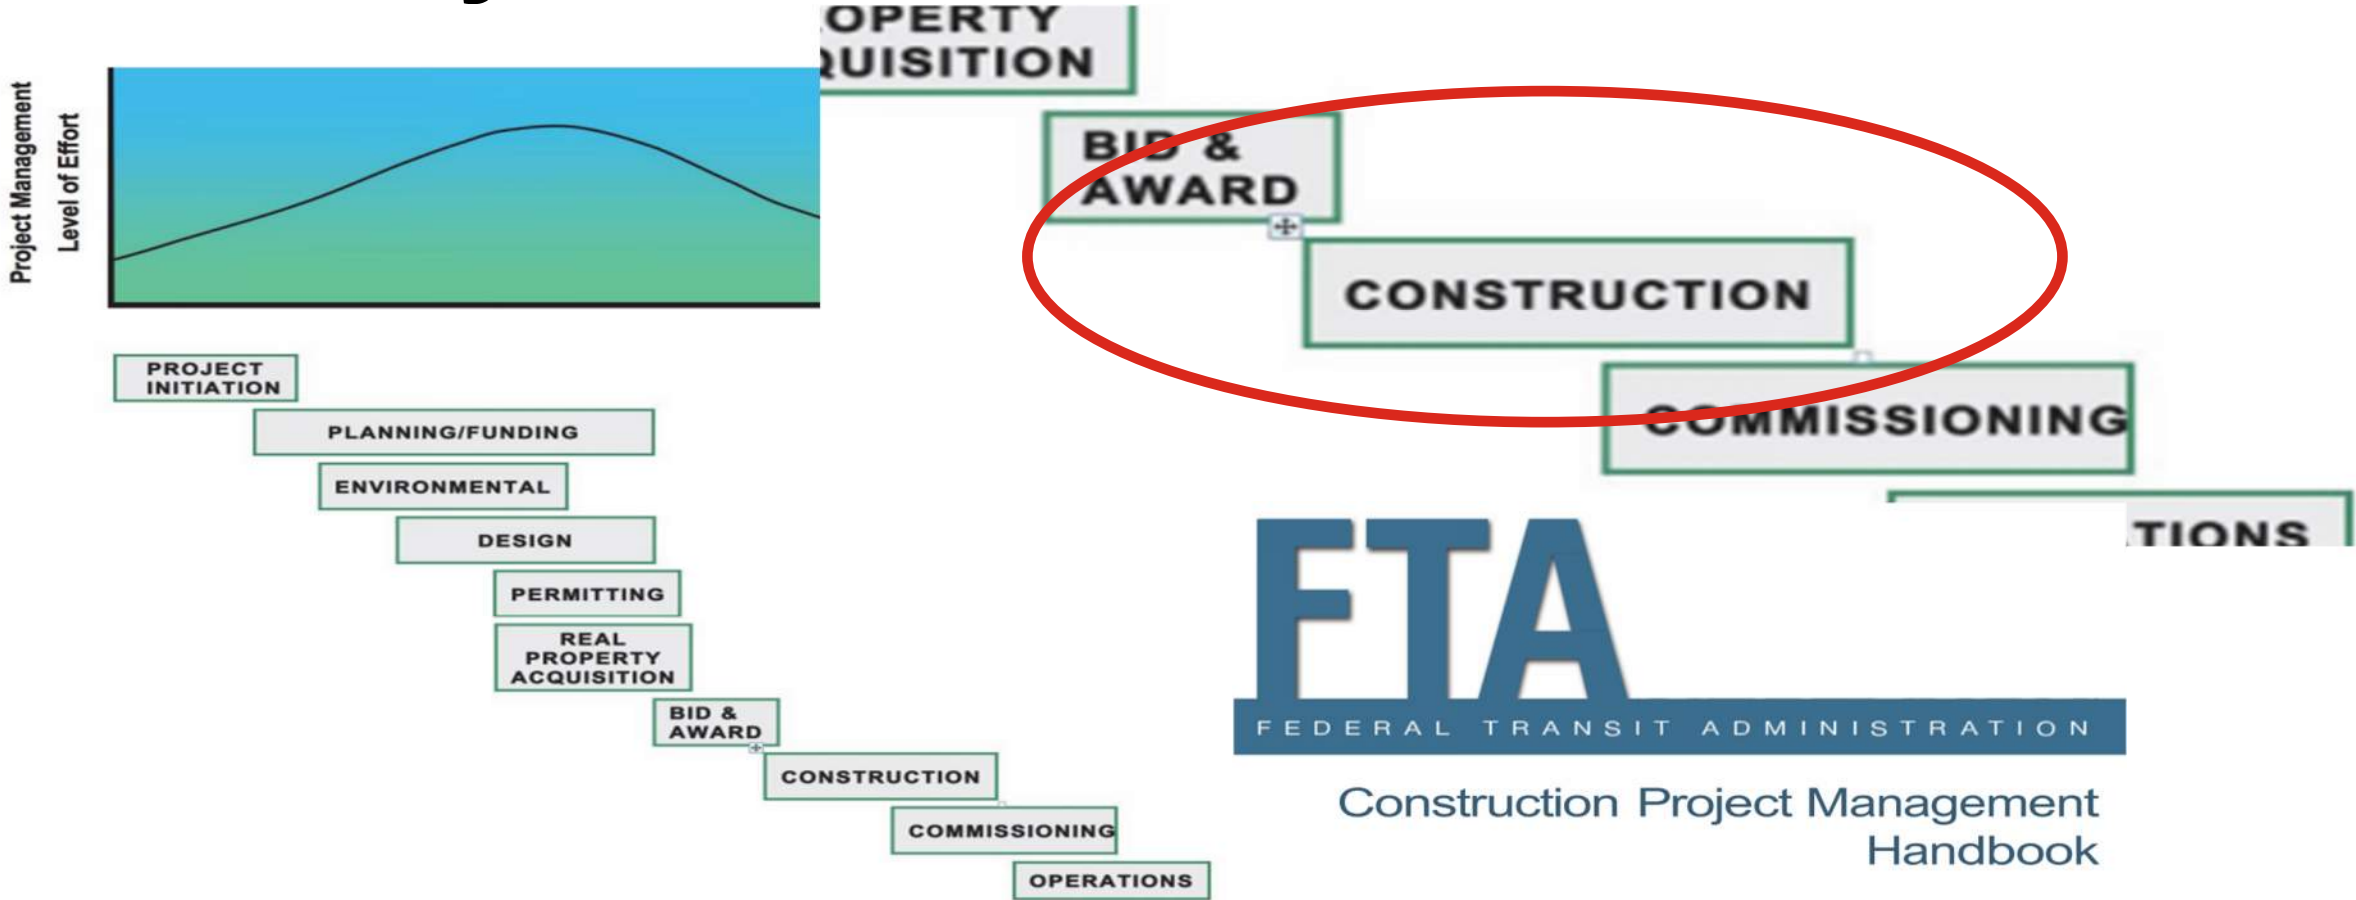 Project Management
Level of Effort
PROJECT
INITIATION
PLANNING/FUNDING
ENVIRONMENTAL
DESIGN
PERMITTING
REAL
PROPERTY
ACQUISITION
BID &
AWARD
CONSTRUCTION
COMMISSIONING
OPERATIONS
OPERTY
QUISITION
BID &
AWARD
CONSTRUCTION
COMMISSIONING
TIONS
FTA
FEDERAL TRANSIT ADMINISTRATION
Construction Project Management
Handbook